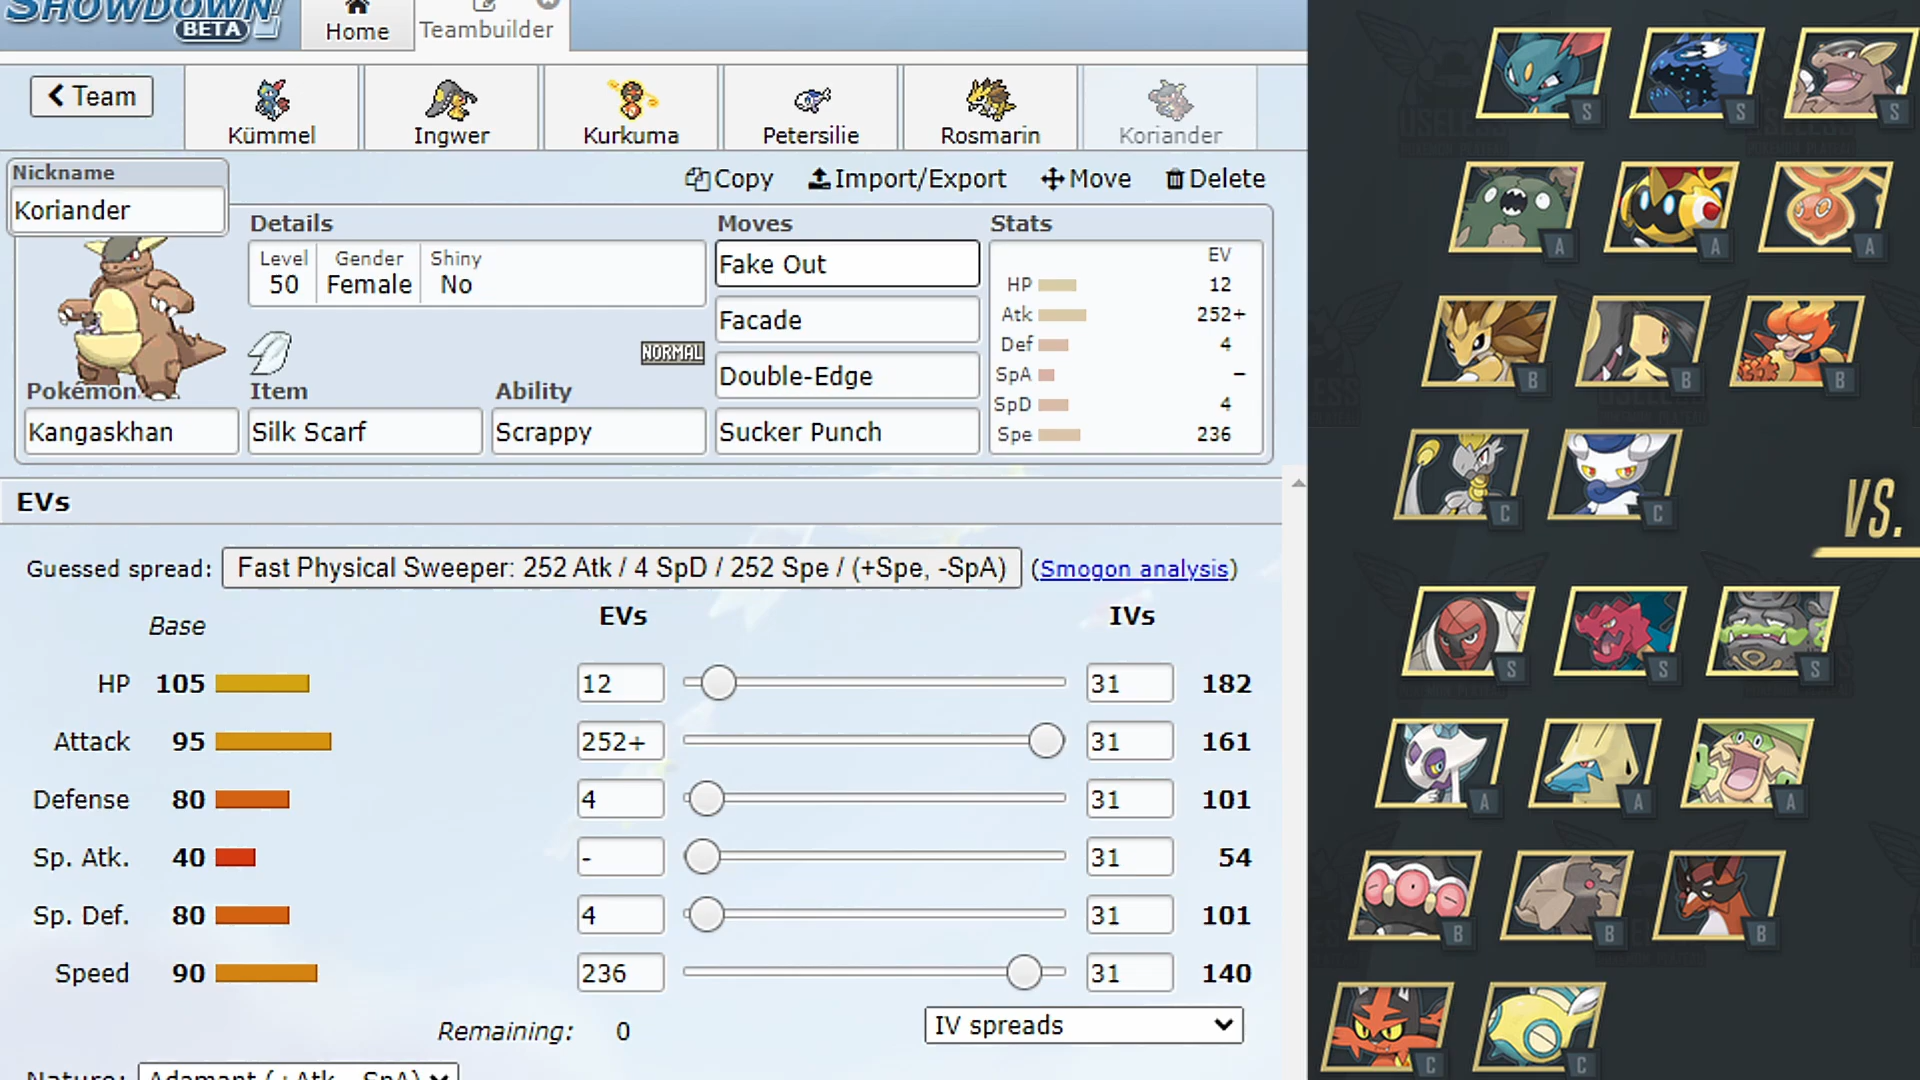 SHOWDOWN!
BETA
Home
Teambuilder
Team
Kümmel
Ingwer
Kurkuma
Petersilie
Rosmarin
Koriander
Nickname
Koriander
Copy
Import/Export
Move
Delete
Details
Moves
Stats
Level
Gender
Shiny
50
Female
No
NORMAL
Fake Out
Facade
Double-Edge
Sucker Punch
EV
HP 12
Atk 252+
Def 4
SpA –
SpD 4
Spe 236
Pokémon
Item
Ability
Kangaskhan
Silk Scarf
Scrappy
EVs
Guessed spread: Fast Physical Sweeper: 252 Atk / 4 SpD / 252 Spe / (+Spe, -SpA) (Smogon analysis)
Base
EVs
IVs
HP 105 12 31 182
Attack 95 252+ 31 161
Defense 80 4 31 101
Sp. Atk. 40 - 31 54
Sp. Def. 80 4 31 101
Speed 90 236 31 140
Remaining: 0
IV spreads
Nature: Adamant (+Atk, -SpA)
S S S
A A A
B B B
C C
VS.
S S S
A A A
B B B
C C